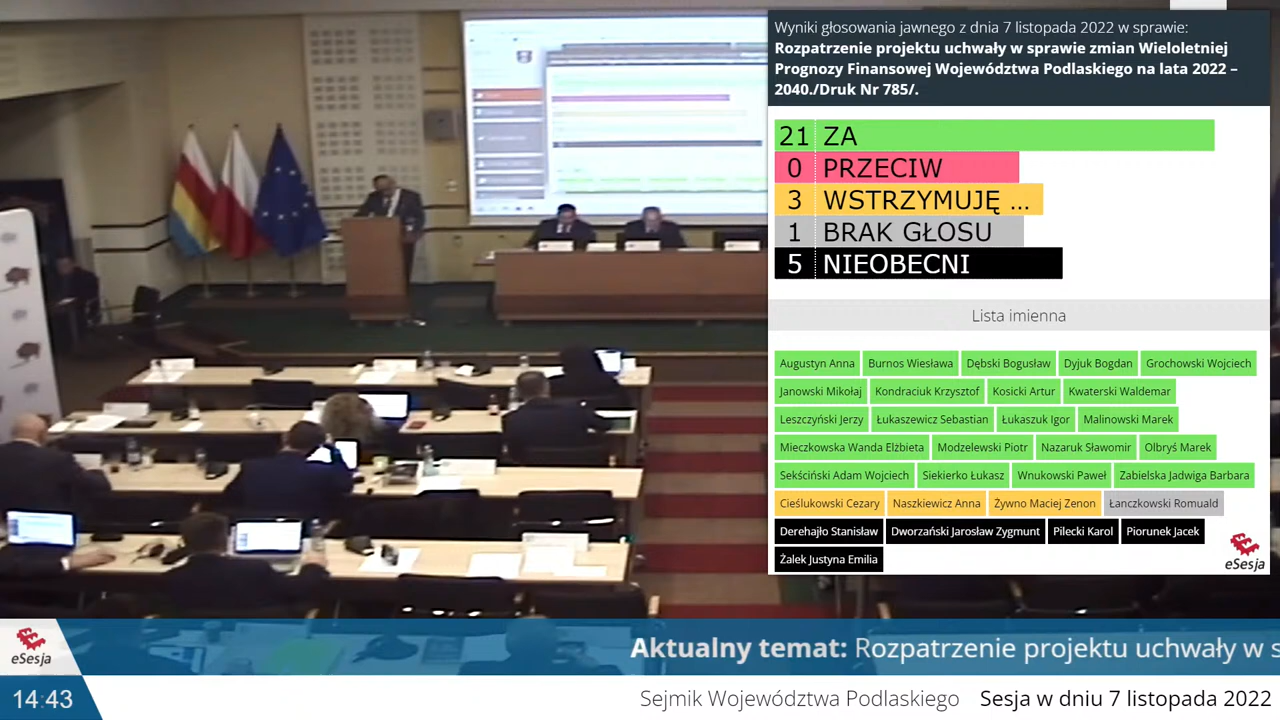 Wyniki głosowania jawnego z dnia 7 listopada 2022 w sprawie:
Rozpatrzenie projektu uchwały w sprawie zmian Wieloletniej
Prognozy Finansowej Województwa Podlaskiego na lata 2022 –
2040./Druk Nr 785/.
21 ZA
0 PRZECIW
3 WSTRZYMUJĘ ...
1 BRAK GŁOSU
5 NIEOBECNI
Lista imienna
Augustyn Anna Burnos Wiesława Dębski Bogusław Dyjuk Bogdan Grochowski Wojciech
Janowski Mikołaj Kondraciuk Krzysztof Kosicki Artur Kwaterski Waldemar
Leszczyński Jerzy Łukaszewicz Sebastian Łukaszuk Igor Malinowski Marek
Mieczkowska Wanda Elżbieta Modzelewski Piotr Nazaruk Sławomir Olbryś Marek
Sekściński Adam Wojciech Siekierko Łukasz Wnukowski Paweł Zabielska Jadwiga Barbara
Cieślukowski Cezary Naszkiewicz Anna Żywno Maciej Zenon Łanczkowski Romuald
Derehajło Stanisław Dworzański Jarosław Zygmunt Pilecki Karol Piorunek Jacek
Żalek Justyna Emilia
eSesja
eSesja
Aktualny temat: Rozpatrzenie projektu uchwały w s
14:43
Sejmik Województwa Podlaskiego Sesja w dniu 7 listopada 2022